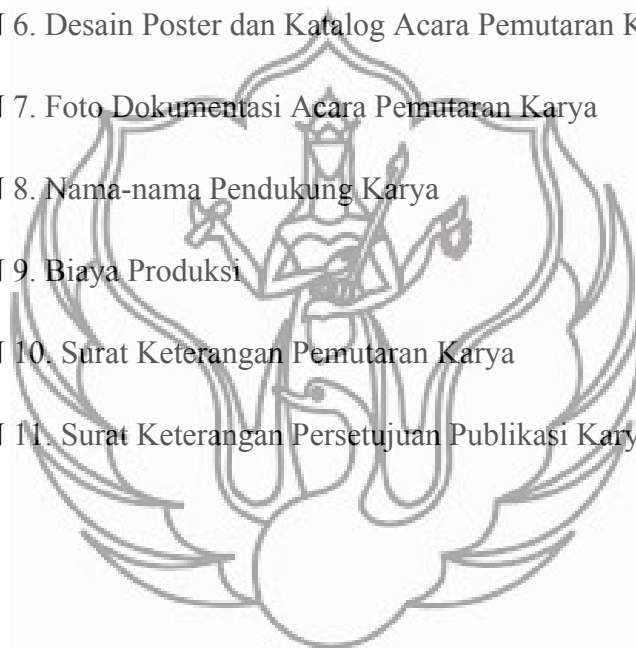 N 6. Desain Poster dan Katalog Acara Pemutaran K
N 7. Foto Dokumentasi Acara Pemutaran Karya
N 8. Nama-nama Pendukung Karya
N 9. Biaya Produksi
N 10. Surat Keterangan Pemutaran Karya
N 11. Surat Keterangan Persetujuan Publikasi Kary